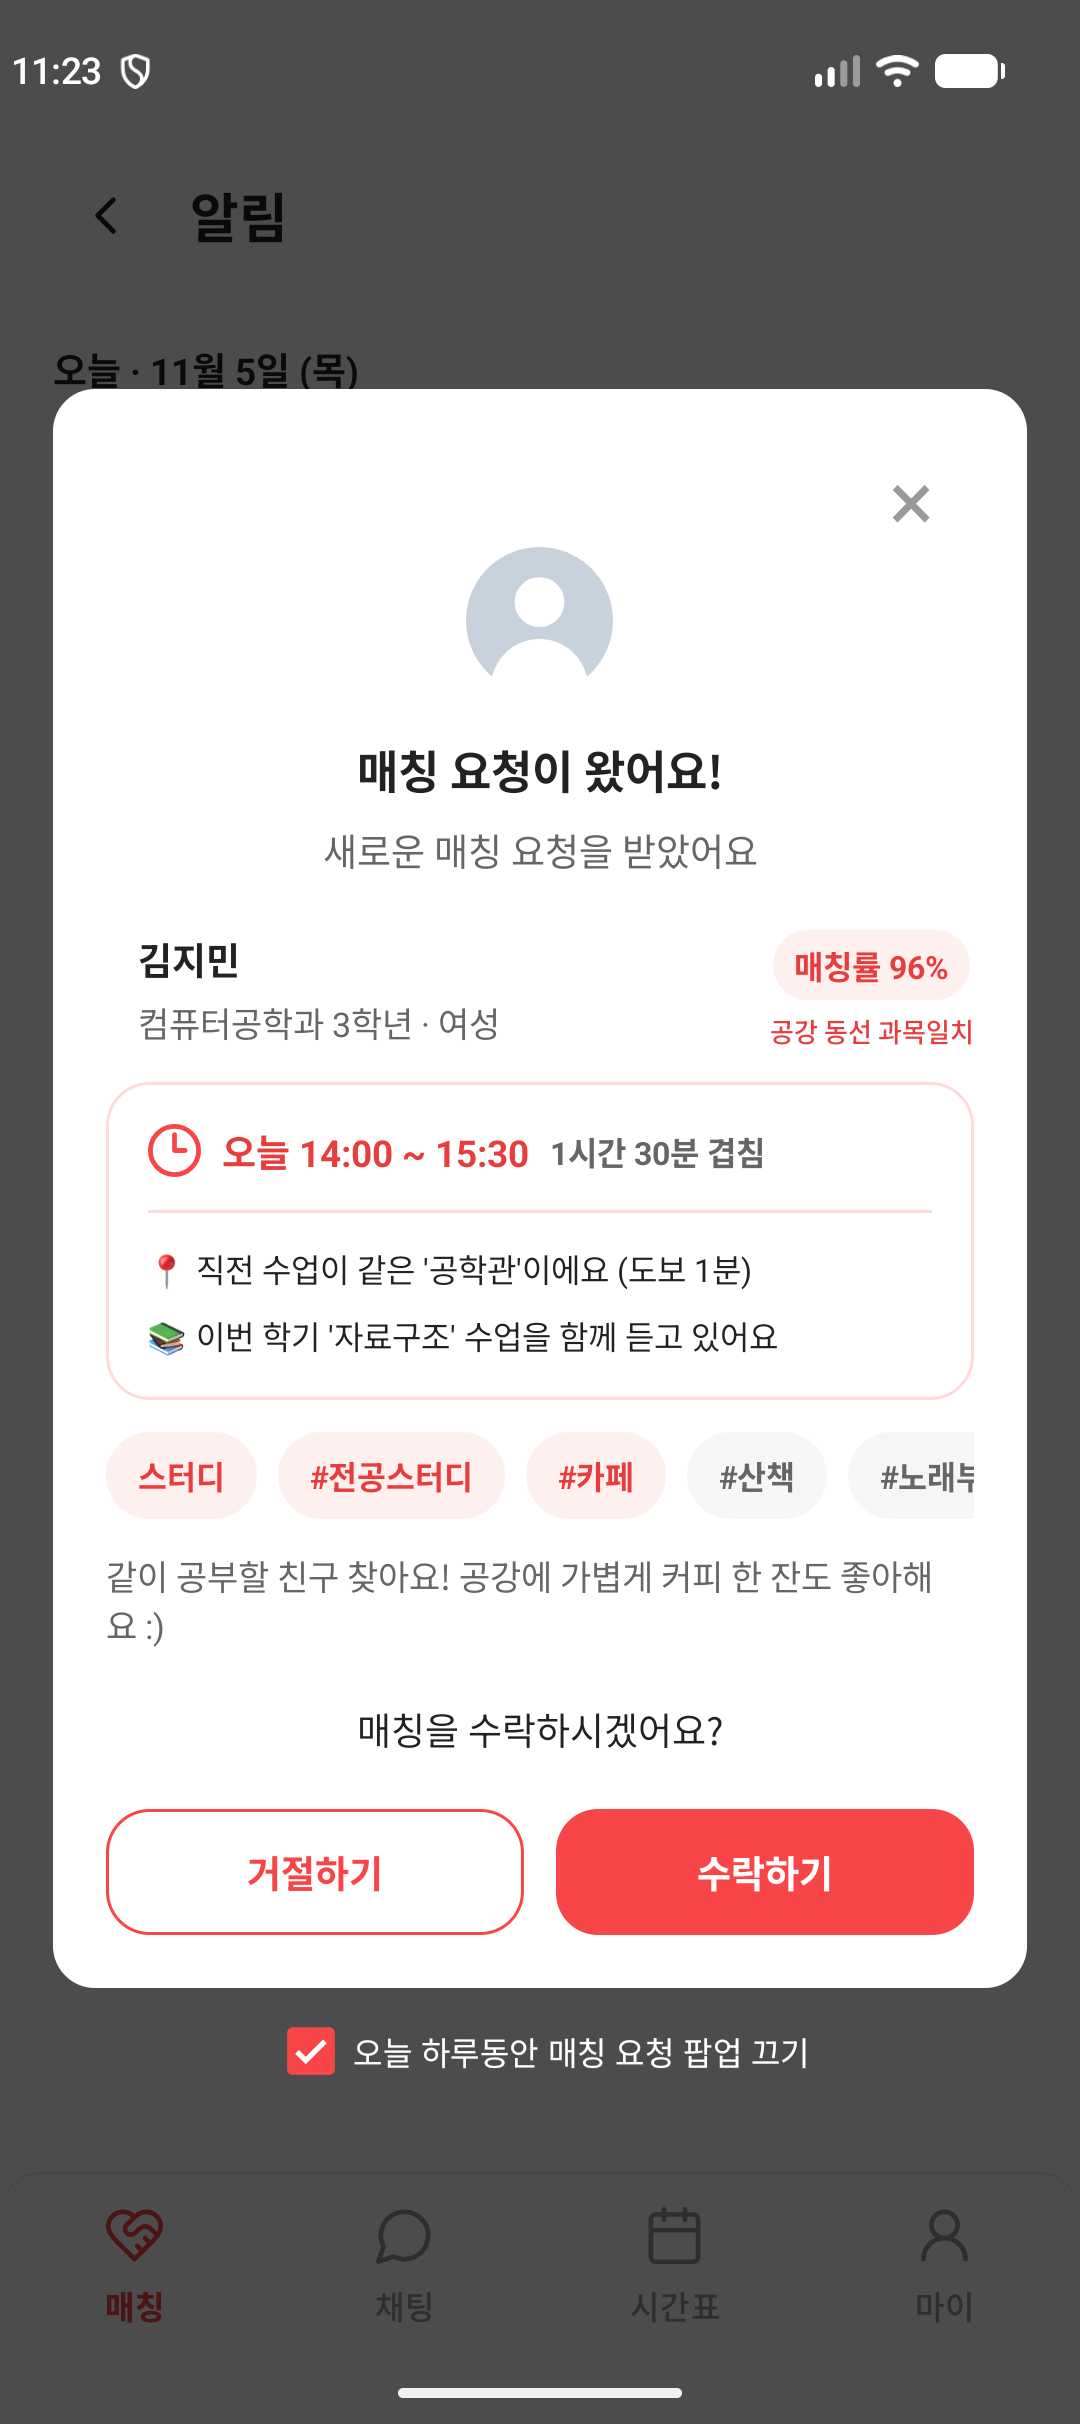 11:23
알림
오늘 · 11월 5일 (목)
매칭 요청이 왔어요!
새로운 매칭 요청을 받았어요
김지민
매칭률 96%
컴퓨터공학과 3학년 · 여성
공강 동선 과목일치
오늘 14:00 ~ 15:30 1시간 30분 겹침
직전 수업이 같은 '공학관'이에요 (도보 1분)
이번 학기 '자료구조' 수업을 함께 듣고 있어요
스터디 #전공스터디 #카페 #산책 #노래
같이 공부할 친구 찾아요! 공강에 가볍게 커피 한 잔도 좋아해
요 :)
매칭을 수락하시겠어요?
거절하기 수락하기
오늘 하루동안 매칭 요청 팝업 끄기
매칭 채팅 시간표 마이